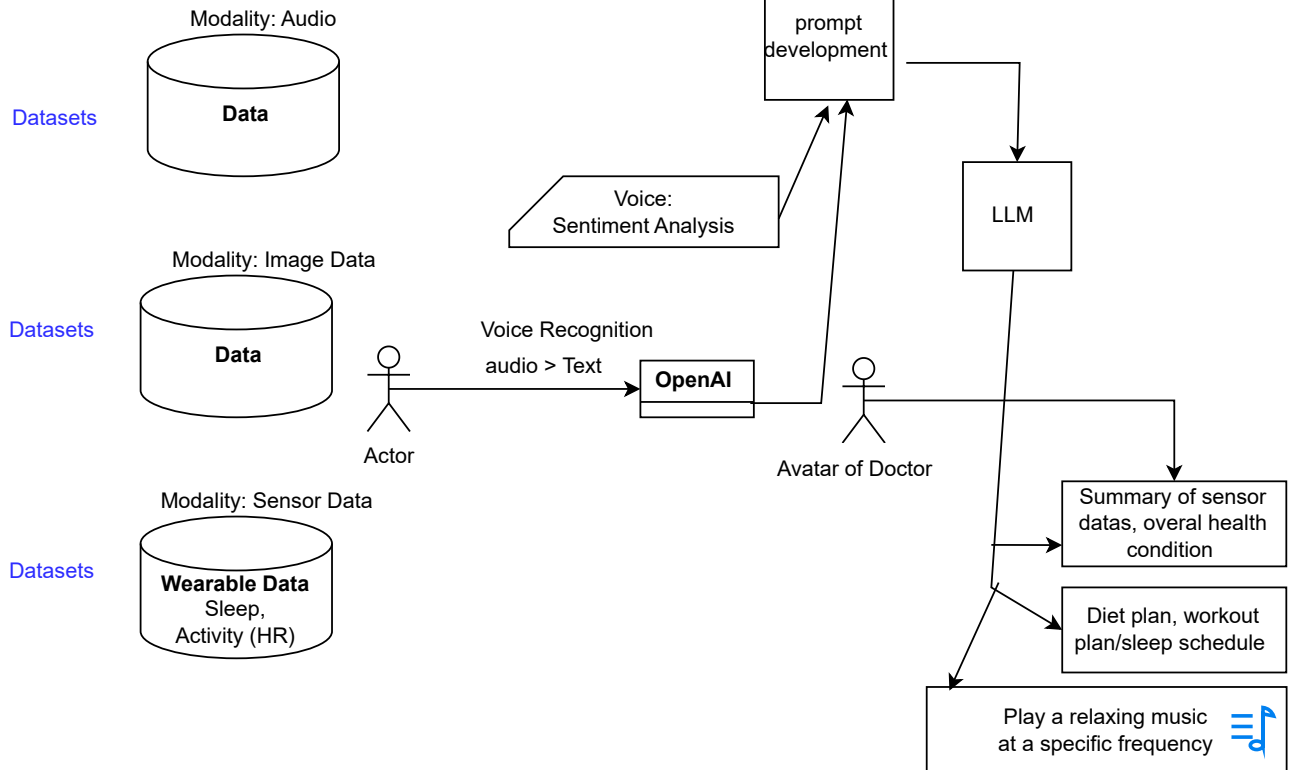 Modality: Audio
Data
Datasets
prompt
development
LLM
Voice:
Sentiment Analysis
Modality: Image Data
Datasets
Data
Voice Recognition
audio > Text
OpenAI
Actor
Avatar of Doctor
Modality: Sensor Data
Datasets
Wearable Data
Sleep,
Activity (HR)
Summary of sensor
datas, overal health
condition
Diet plan, workout
plan/sleep schedule
Play a relaxing music
at a specific frequency